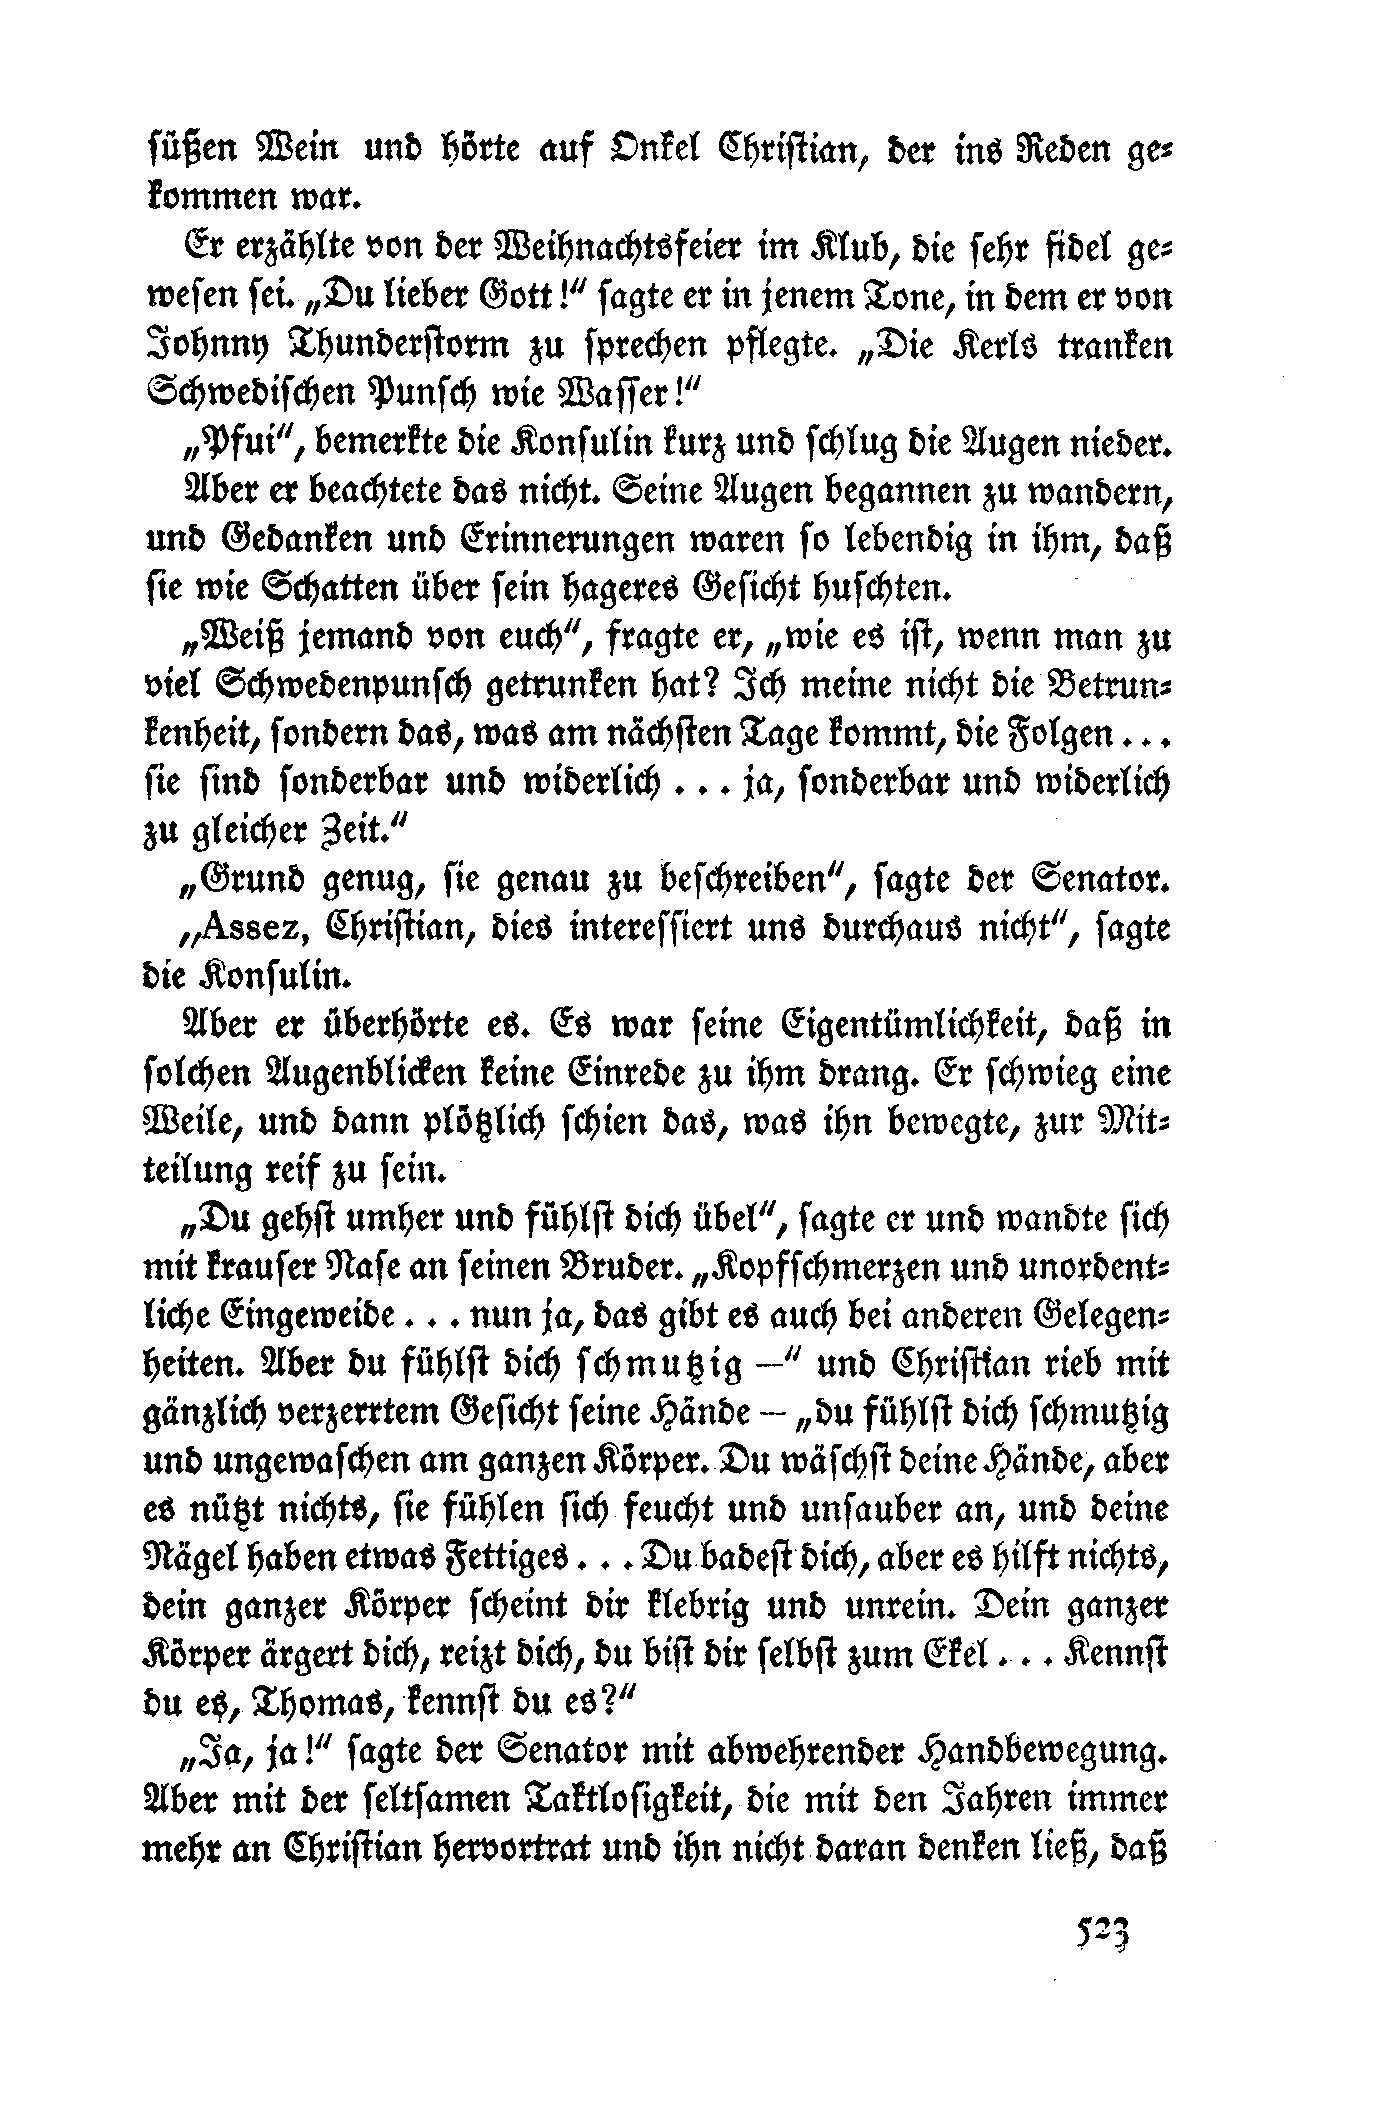 süßen Wein und hörte auf Onkel Christian, der ins Reden ge-
kommen war.
Er erzählte von der Weihnachtsfeier im Klub, die sehr fidel ge-
wesen sei. „Du lieber Gott!“ sagte er in jenem Tone, in dem er von
Johnny Thunderstorm zu sprechen pflegte. „Die Kerls tranken
Schwedischen Punsch wie Wasser!“
„Pfui“, bemerkte die Konsulin kurz und schlug die Augen nieder.
Aber er beachtete das nicht. Seine Augen begannen zu wandern,
und Gedanken und Erinnerungen waren so lebendig in ihm, daß
sie wie Schatten über sein hageres Gesicht huschten.
„Weiß jemand von euch“, fragte er, „wie es ist, wenn man zu
viel Schwedenpunsch getrunken hat? Ich meine nicht die Betrun-
kenheit, sondern das, was am nächsten Tage kommt, die Folgen...
sie sind sonderbar und widerlich ... ja, sonderbar und widerlich
zu gleicher Zeit.“
„Grund genug, sie genau zu beschreiben“, sagte der Senator.
„Assez, Christian, dies interessiert uns durchaus nicht“, sagte
die Konsulin.
Aber er überhörte es. Es war seine Eigentümlichkeit, daß in
solchen Augenblicken keine Einrede zu ihm drang. Er schwieg eine
Weile, und dann plötzlich schien das, was ihn bewegte, zur Mit-
teilung reif zu sein.
„Du gehst umher und fühlst dich übel“, sagte er und wandte sich
mit krauser Nase an seinen Bruder. „Kopfschmerzen und unordent-
liche Eingeweide ... nun ja, das gibt es auch bei anderen Gelegen-
heiten. Aber du fühlst dich schmutzig –“ und Christian rieb mit
gänzlich verzerrtem Gesicht seine Hände – „du fühlst dich schmutzig
und ungewaschen am ganzen Körper. Du wäschst deine Hände, aber
es nützt nichts, sie fühlen sich feucht und unsauber an, und deine
Nägel haben etwas Fettiges ... Du badest dich, aber es hilft nichts,
dein ganzer Körper scheint dir klebrig und unrein. Dein ganzer
Körper ärgert dich, reizt dich, du bist dir selbst zum Ekel ... Kennst
du es, Thomas, kennst du es?“
„Ja, ja!“ sagte der Senator mit abwehrender Handbewegung.
Aber mit der seltsamen Taktlosigkeit, die mit den Jahren immer
mehr an Christian hervortrat und ihn nicht daran denken ließ, daß
523